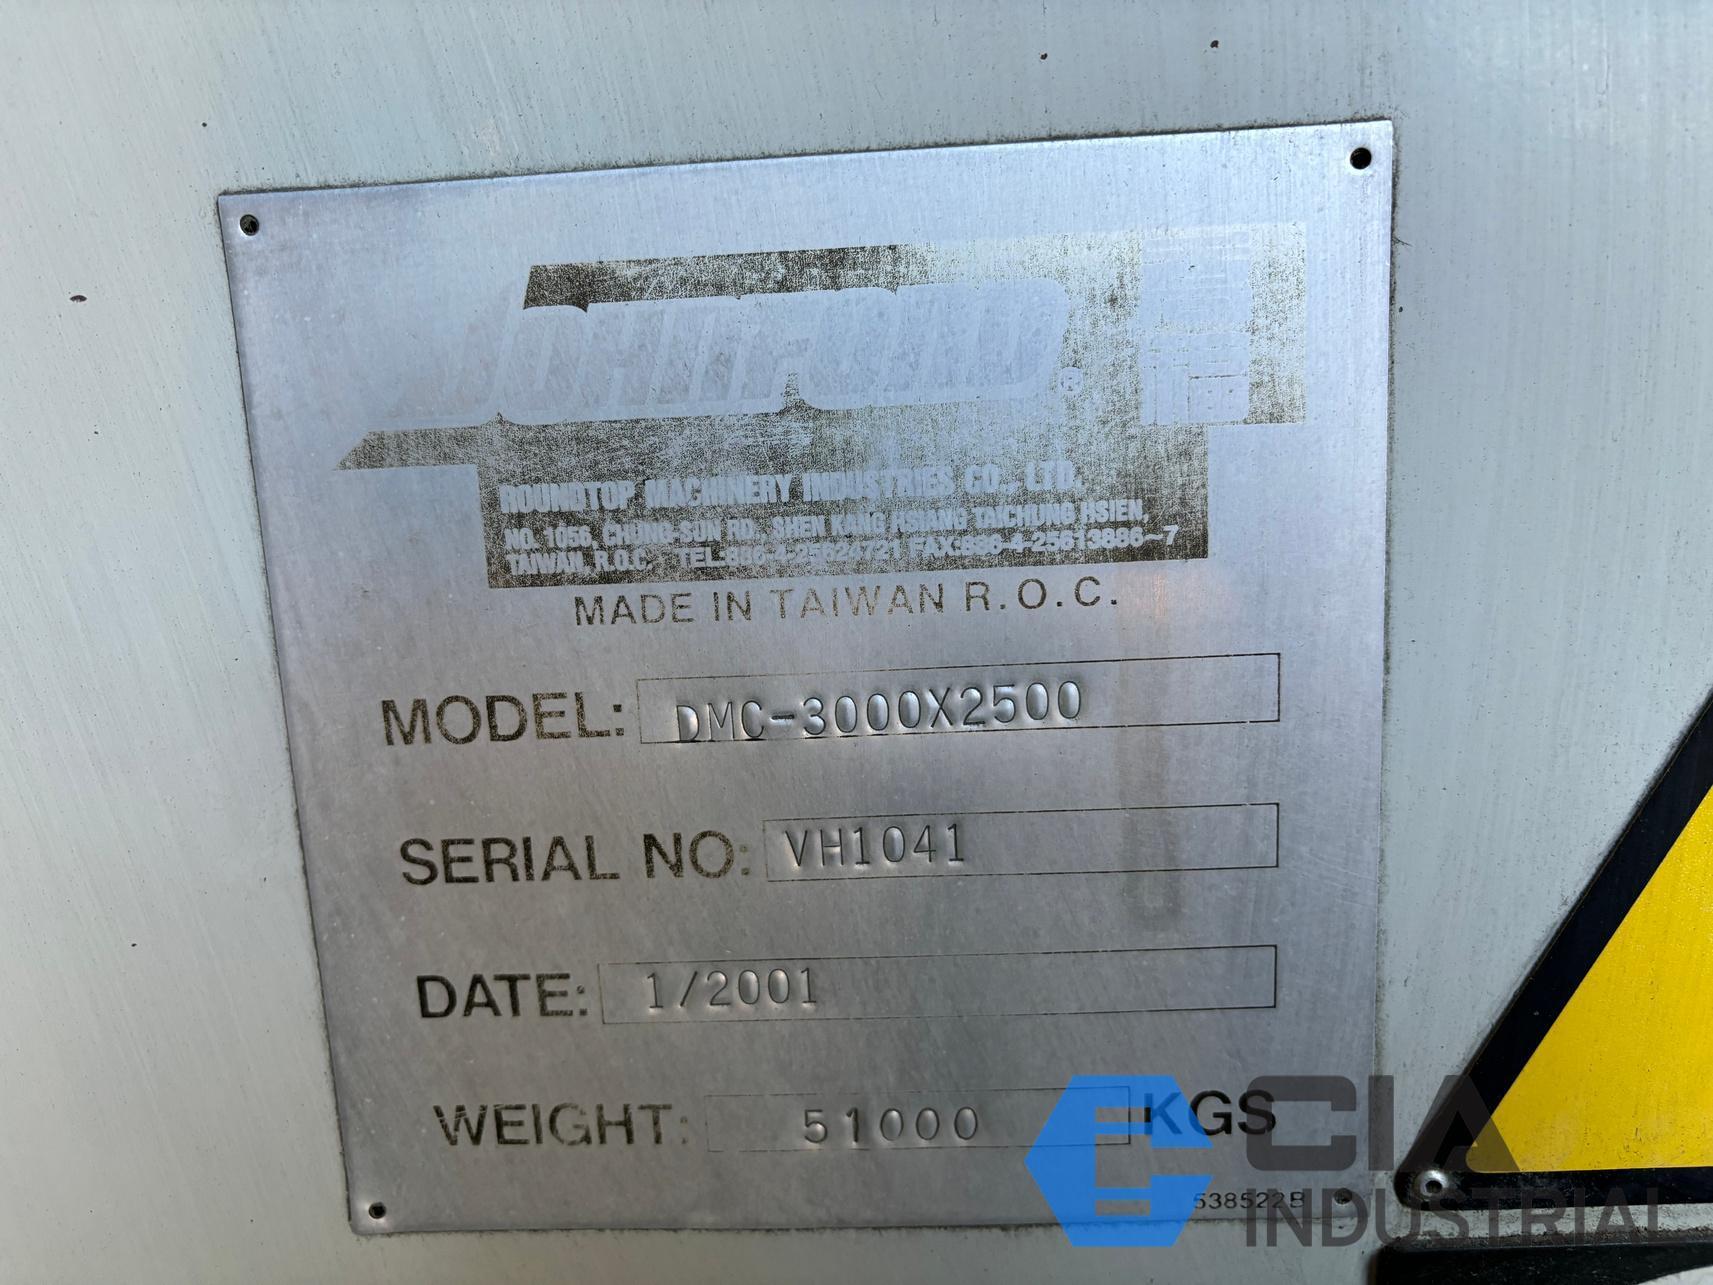 JOHNFORD ®
ROUNDTOP MACHINERY INDUSTRIES CO., LTD.
NO. 1056, CHUNG-SUN RD., SHEN KANG HSIANG TAICHUNG HSIEN,
TAIWAN, R.O.C. TEL:886-4-25624721 FAX:886-4-25613886~7
MADE IN TAIWAN R.O.C.
MODEL: DMC-3000X2500
SERIAL NO: VH1041
DATE: 1/2001
WEIGHT: 51000 KGS
538522B
CIA
INDUSTRIAL